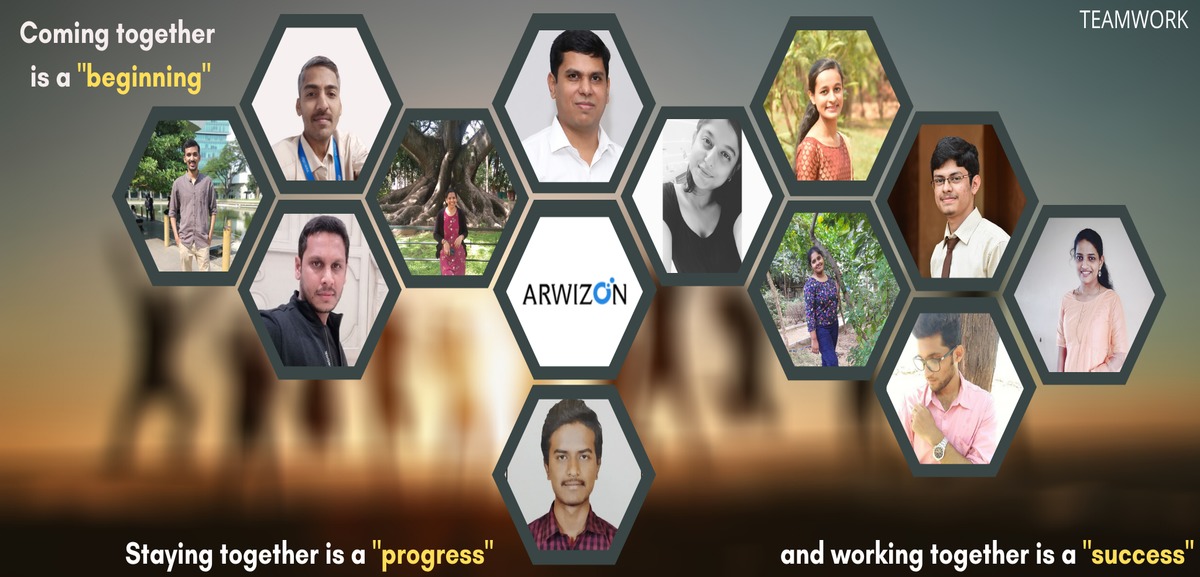 Coming together
is a "beginning"
TEAMWORK
ARWIZON
Staying together is a "progress"
and working together is a "success"